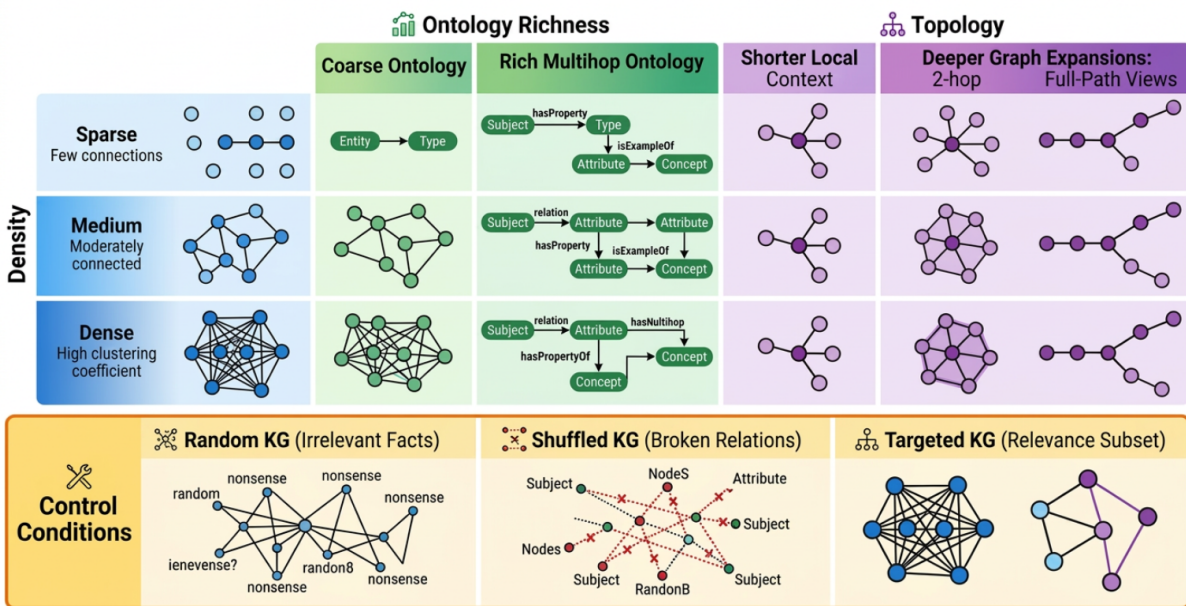 Ontology Richness
Topology
Coarse Ontology
Rich Multihop Ontology
Shorter Local
Context
Deeper Graph Expansions:
2-hop
Full-Path Views
Density
Sparse
Few connections
Entity
Type
Subject
hasProperty
Type
isExampleOf
Attribute
Concept
Medium
Moderately
connected
Subject
relation
Attribute
Attribute
hasProperty
isExampleOf
Attribute
Concept
Dense
High clustering
coefficient
Subject
relation
Attribute
hasNultihop
hasPropertyOf
Concept
Concept
Control
Conditions
Random KG (Irrelevant Facts)
nonsense
nonsense
random
nonsense
ienevense?
random8
nonsense
nonsense
Shuffled KG (Broken Relations)
NodeS
Attribute
Subject
Subject
Nodes
Subject
RandonB
Subject
Targeted KG (Relevance Subset)